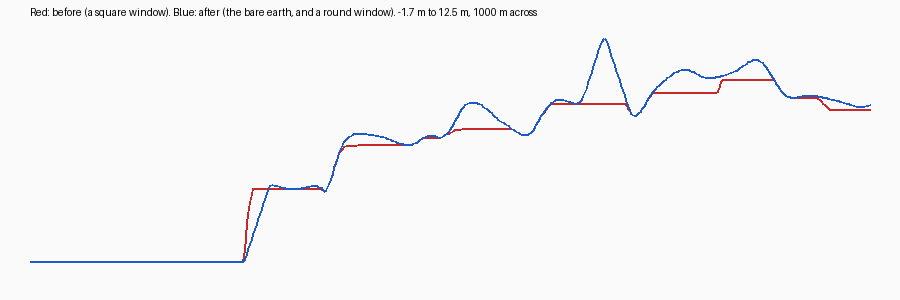 Red: before (a square window). Blue: after (the bare earth, and a round window). -1.7 m to 12.5 m, 1000 m across